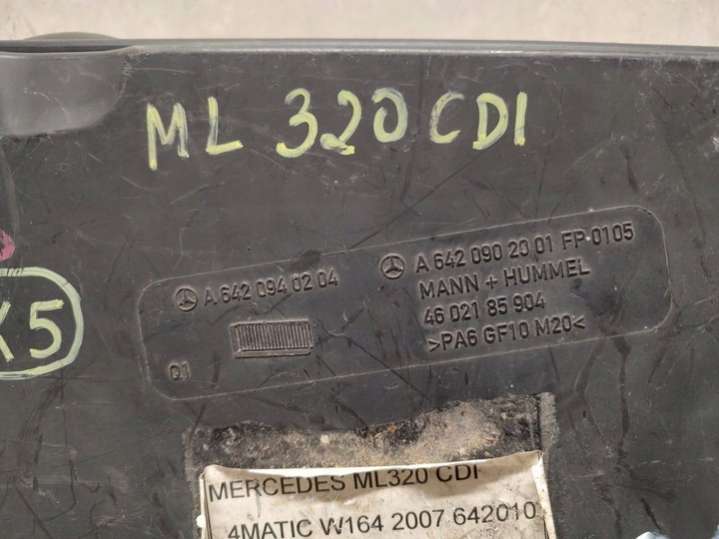 ML 320 CDI
K5
A 642 094 02 04
Q1
A 642 090 20 01 FP 0105
MANN + HUMMEL
46 021 85 904
>PA6 GF10 M20<
MERCEDES ML320 CDI
4MATIC W164 2007 642010